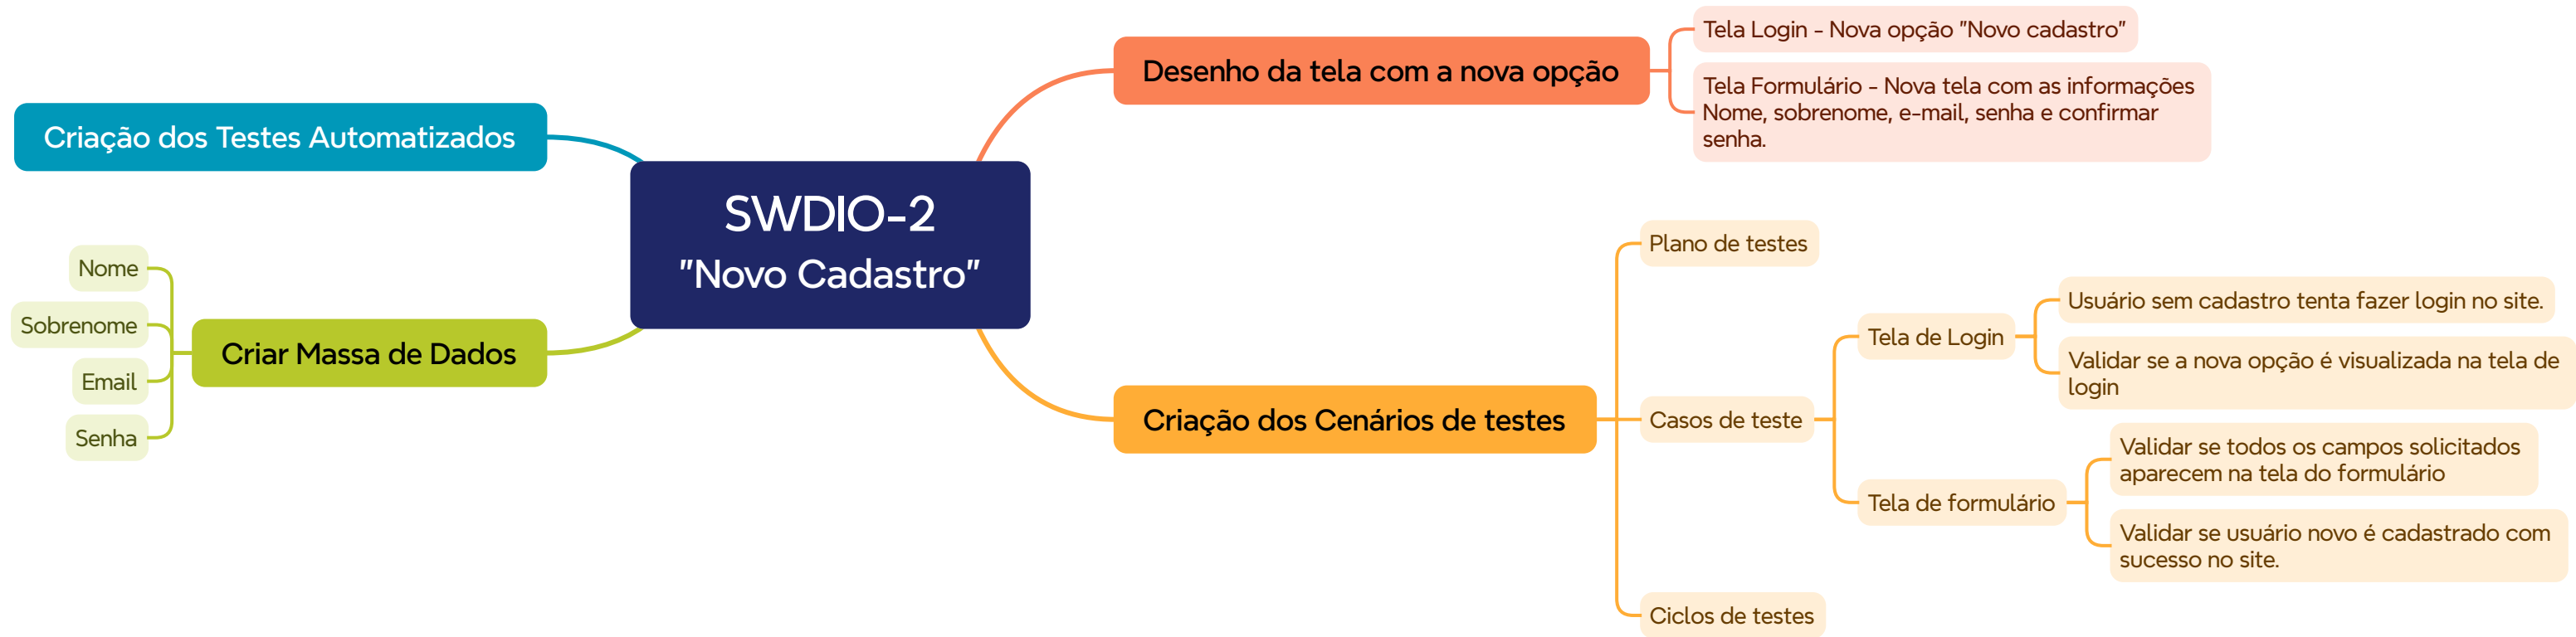 SWDIO-2
"Novo Cadastro"
Desenho da tela com a nova opção
Tela Login - Nova opção "Novo cadastro"
Tela Formulário - Nova tela com as informações
Nome, sobrenome, e-mail, senha e confirmar
senha.
Criação dos Cenários de testes
Plano de testes
Casos de teste
Tela de Login
Usuário sem cadastro tenta fazer login no site.
Validar se a nova opção é visualizada na tela de
login
Tela de formulário
Validar se todos os campos solicitados
aparecem na tela do formulário
Validar se usuário novo é cadastrado com
sucesso no site.
Ciclos de testes
Criação dos Testes Automatizados
Criar Massa de Dados
Nome
Sobrenome
Email
Senha